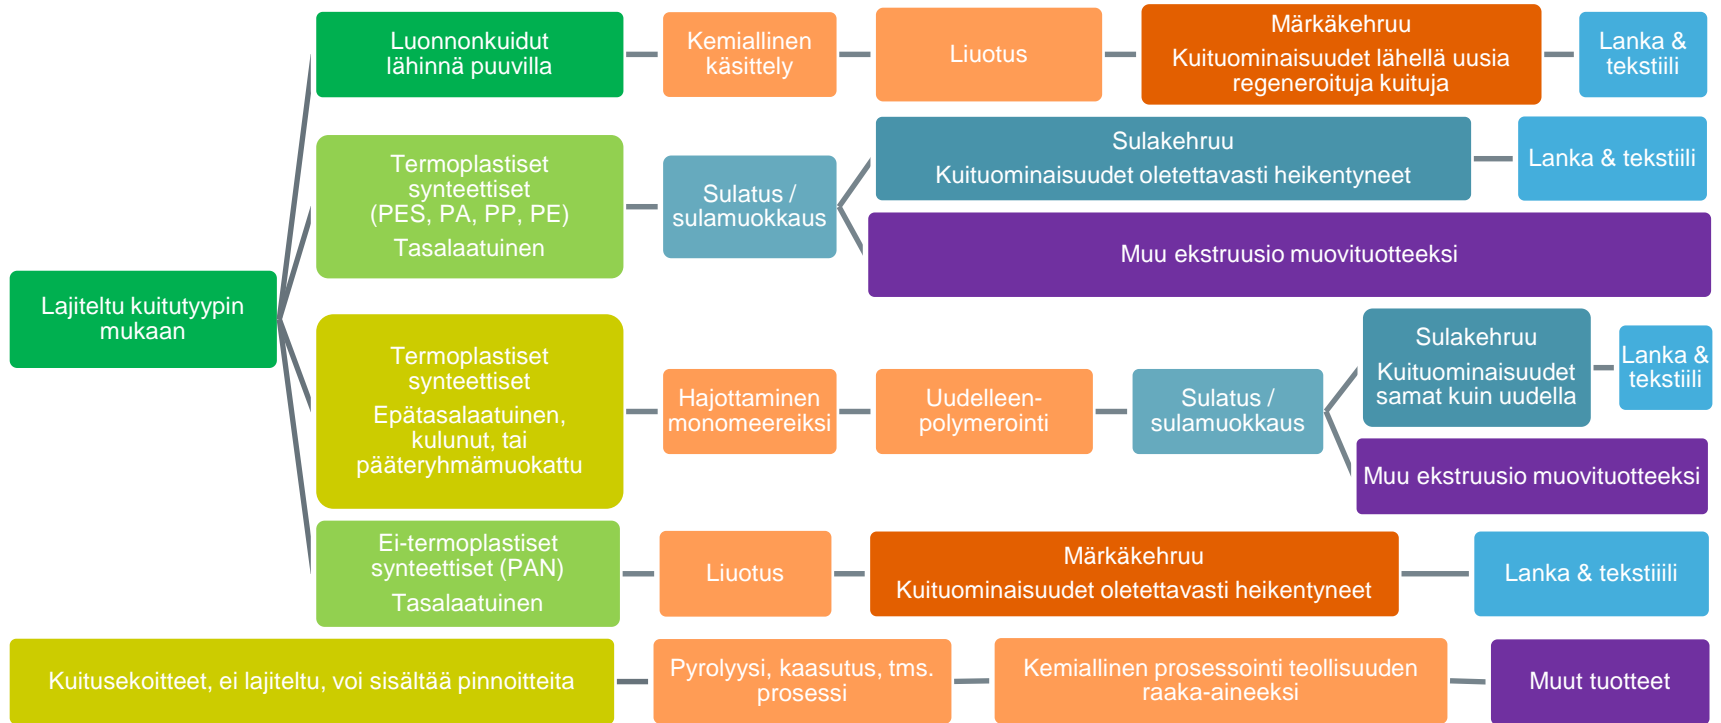 Luonnonkuidut
lähinnä puuvilla
Kemiallinen
käsittely
Liuotus
Märkäkehruu
Kuituominaisuudet lähellä uusia
regeneroituja kuituja
Lanka &
tekstiili
Termoplastiset
synteettiset
(PES, PA, PP, PE)
Tasalaatuinen
Sulatus /
sulamuokkaus
Sulakehruu
Kuituominaisuudet oletettavasti heikentyneet
Lanka & tekstiili
Muu ekstruusio muovituotteeksi
Lajiteltu kuitutyypin
mukaan
Termoplastiset
synteettiset
Epätasalaatuinen,
kulunut, tai
pääteryhmämuokattu
Hajottaminen
monomeereiksi
Uudelleen-
polymerointi
Sulatus /
sulamuokkaus
Sulakehruu
Kuituominaisuudet
samat kuin uudella
Lanka &
tekstiili
Muu ekstruusio muovituotteeksi
Ei-termoplastiset
synteettiset (PAN)
Tasalaatuinen
Liuotus
Märkäkehruu
Kuituominaisuudet oletettavasti heikentyneet
Lanka & tekstiiili
Kuitusekoitteet, ei lajiteltu, voi sisältää pinnoitteita
Pyrolyysi, kaasutus, tms.
prosessi
Kemiallinen prosessointi teollisuuden
raaka-aineeksi
Muut tuotteet